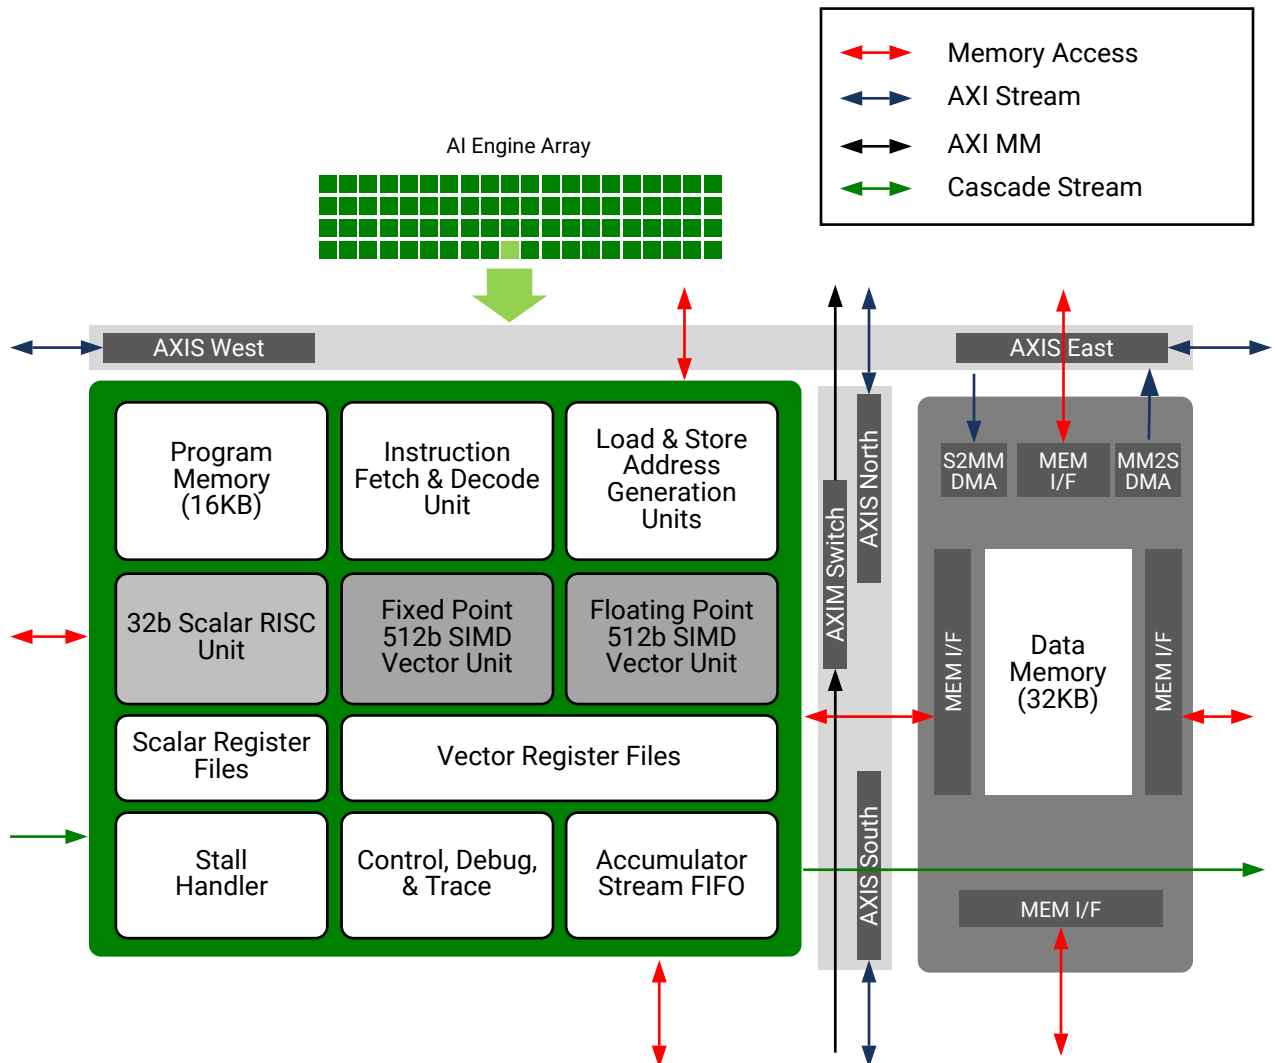 Memory Access
AXI Stream
AXI MM
Cascade Stream
AI Engine Array
AXIS West
AXIS East
Program
Memory
(16KB)
Instruction
Fetch & Decode
Unit
Load & Store
Address
Generation
Units
32b Scalar RISC
Unit
Fixed Point
512b SIMD
Vector Unit
Floating Point
512b SIMD
Vector Unit
Scalar Register
Files
Vector Register Files
Stall
Handler
Control, Debug,
& Trace
Accumulator
Stream FIFO
AXIM Switch
AXIS North
AXIS South
S2MM
DMA
MEM
I/F
MM2S
DMA
MEM I/F
Data
Memory
(32KB)
MEM I/F
MEM I/F